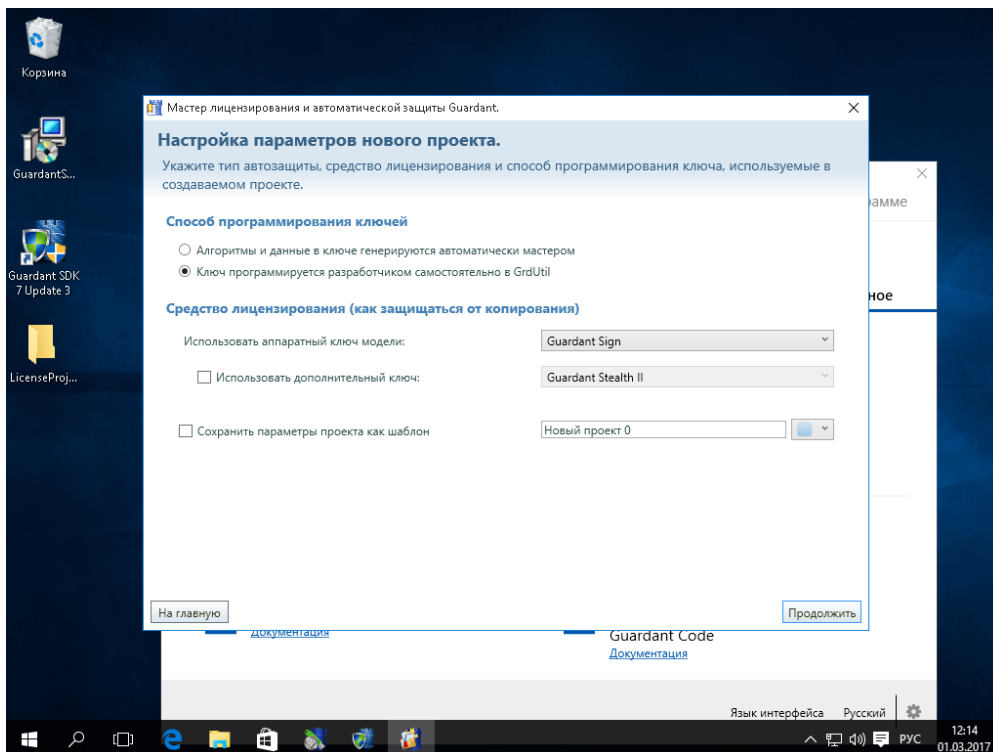 Корзина
GuardantS...
Guardant SDK
7 Update 3
LicenseProj...
Мастер лицензирования и автоматической защиты Guardant.
Настройка параметров нового проекта.
Укажите тип автозащиты, средство лицензирования и способ программирования ключа, используемые в
создаваемом проекте.
Способ программирования ключей
Алгоритмы и данные в ключе генерируются автоматически мастером
Ключ программируется разработчиком самостоятельно в GrdUtil
Средство лицензирования (как защищаться от копирования)
Использовать аппаратный ключ модели:
Guardant Sign
Использовать дополнительный ключ:
Guardant Stealth II
Сохранить параметры проекта как шаблон
Новый проект 0
На главную
Продолжить
рамме
ное
Документация
Guardant Code
Документация
Язык интерфейса Русский
РУС
12:14
01.03.2017